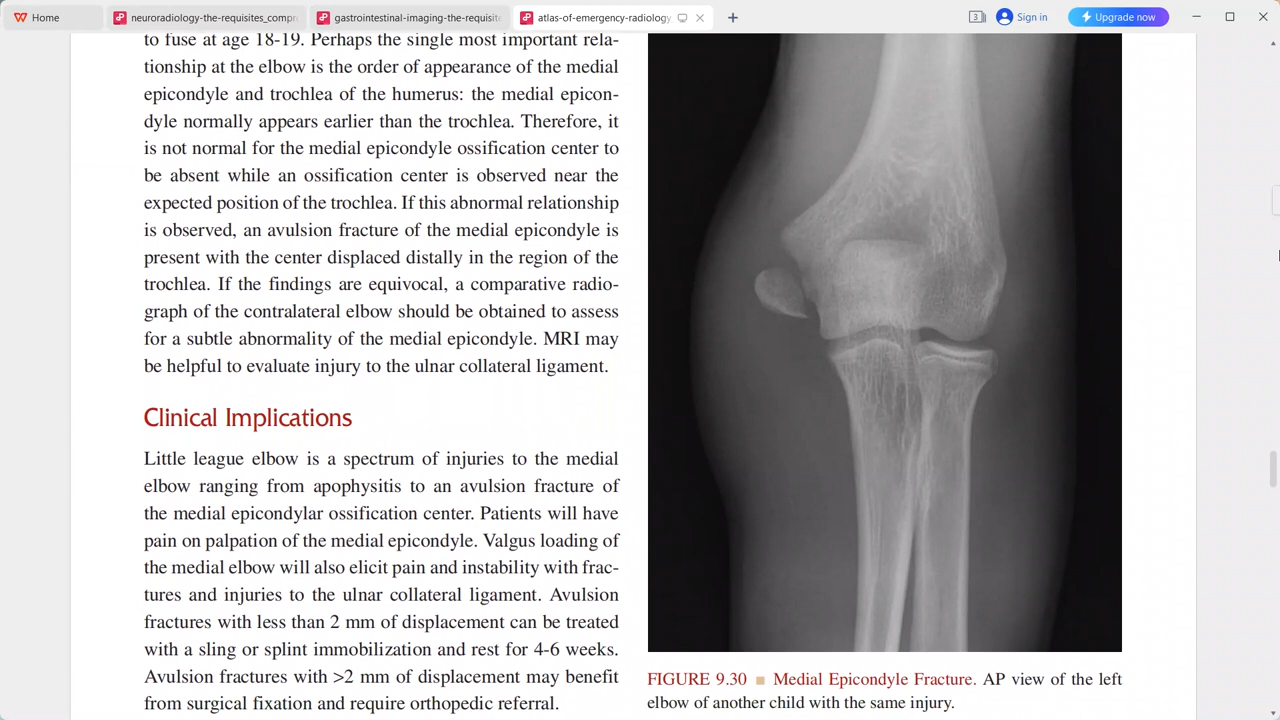 Home
neuroradiology-the-requisites_compr
gastrointestinal-imaging-the-requisite
atlas-of-emergency-radiology
3
Sign in
Upgrade now
to fuse at age 18-19. Perhaps the single most important rela-
tionship at the elbow is the order of appearance of the medial
epicondyle and trochlea of the humerus: the medial epicon-
dyle normally appears earlier than the trochlea. Therefore, it
is not normal for the medial epicondyle ossification center to
be absent while an ossification center is observed near the
expected position of the trochlea. If this abnormal relationship
is observed, an avulsion fracture of the medial epicondyle is
present with the center displaced distally in the region of the
trochlea. If the findings are equivocal, a comparative radio-
graph of the contralateral elbow should be obtained to assess
for a subtle abnormality of the medial epicondyle. MRI may
be helpful to evaluate injury to the ulnar collateral ligament.
Clinical Implications
Little league elbow is a spectrum of injuries to the medial
elbow ranging from apophysitis to an avulsion fracture of
the medial epicondylar ossification center. Patients will have
pain on palpation of the medial epicondyle. Valgus loading of
the medial elbow will also elicit pain and instability with frac-
tures and injuries to the ulnar collateral ligament. Avulsion
fractures with less than 2 mm of displacement can be treated
with a sling or splint immobilization and rest for 4-6 weeks.
Avulsion fractures with >2 mm of displacement may benefit
from surgical fixation and require orthopedic referral.
FIGURE 9.30 ■ Medial Epicondyle Fracture. AP view of the left
elbow of another child with the same injury.